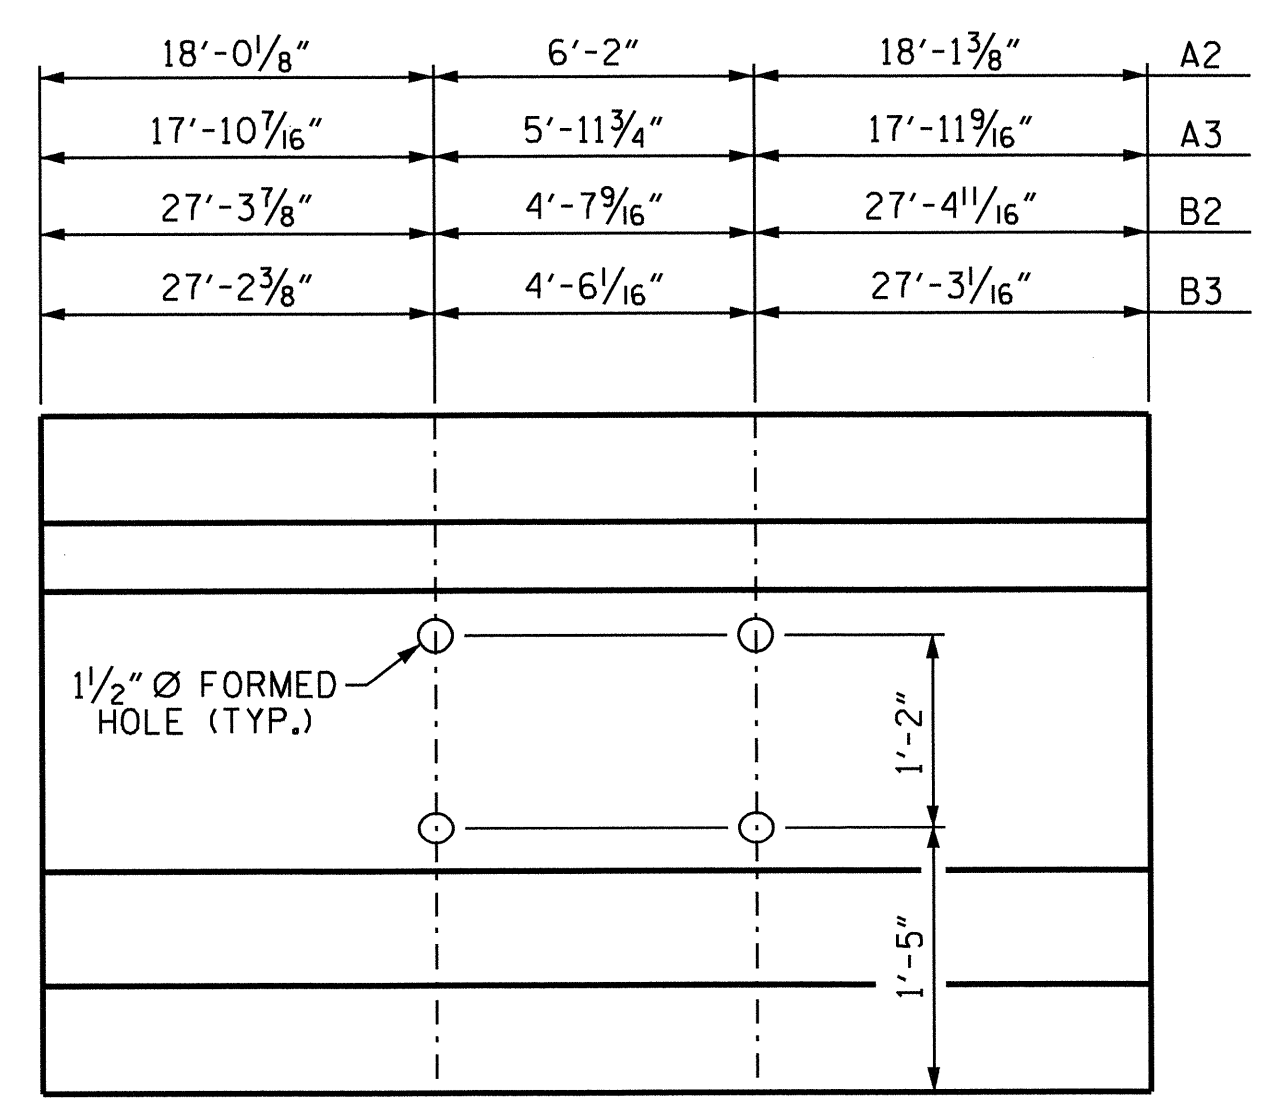 18'-0 1/8" 6'-2" 18'-1 3/8" A2
17'-10 7/16" 5'-11 3/4" 17'-11 9/16" A3
27'-3 7/8" 4'-7 9/16" 27'-4 11/16" B2
27'-2 3/8" 4'-6 1/16" 27'-3 1/16" B3
1 1/2" Ø FORMED
HOLE (TYP.)
1'-2"
1'-5"